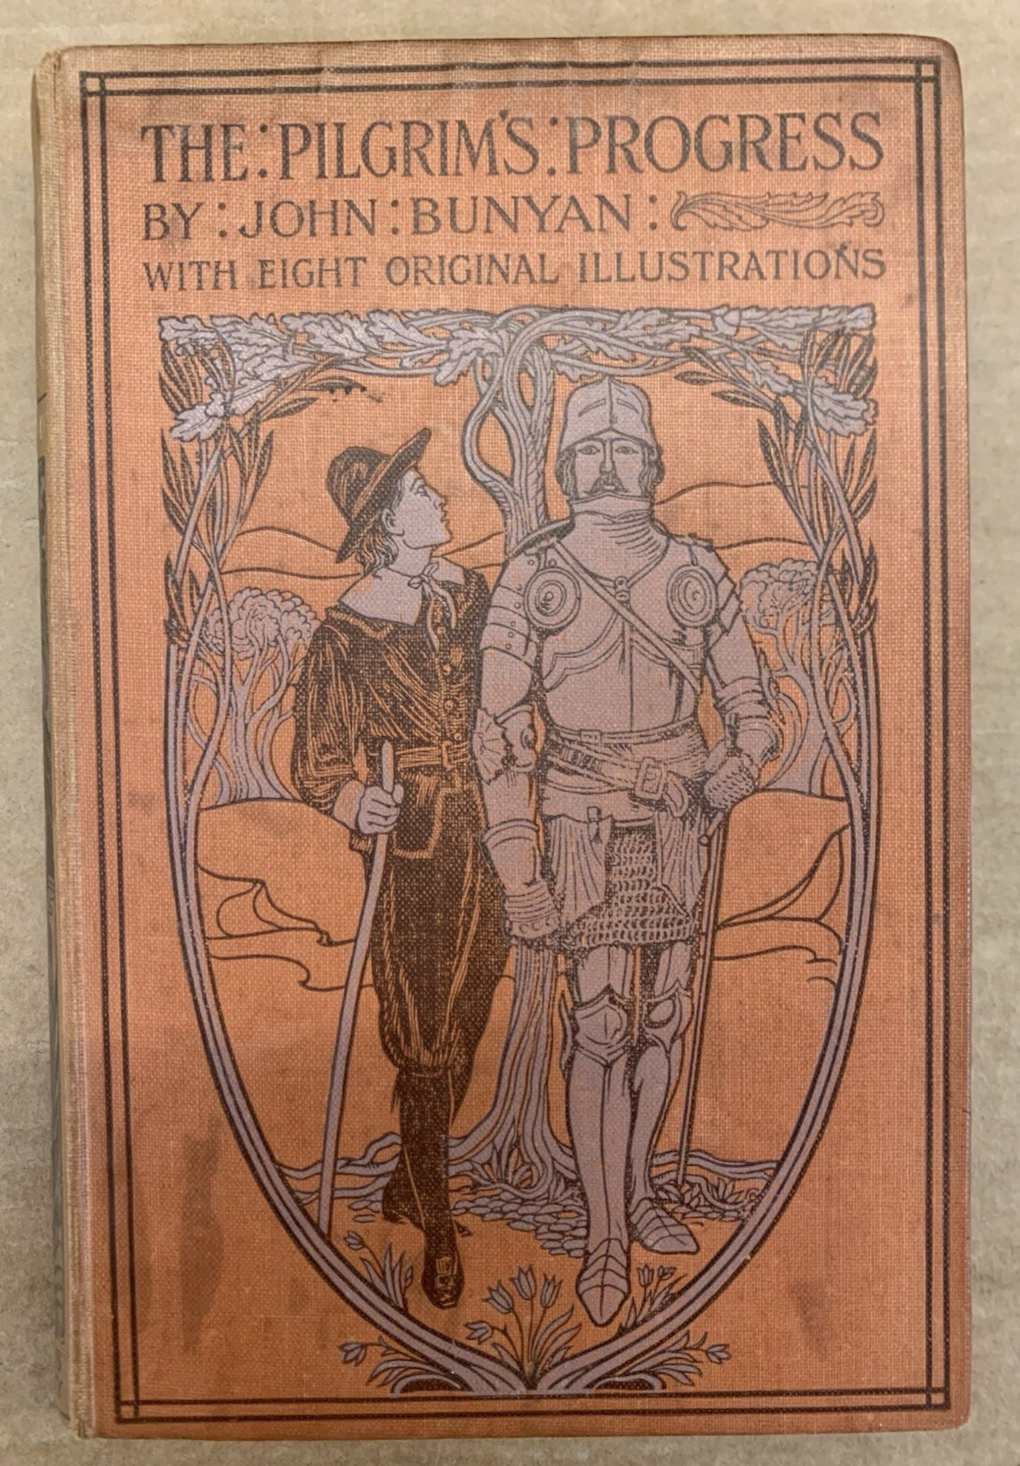 THE:PILGRIM'S:PROGRESS
BY:JOHN:BUNYAN:
WITH EIGHT ORIGINAL ILLUSTRATIONS